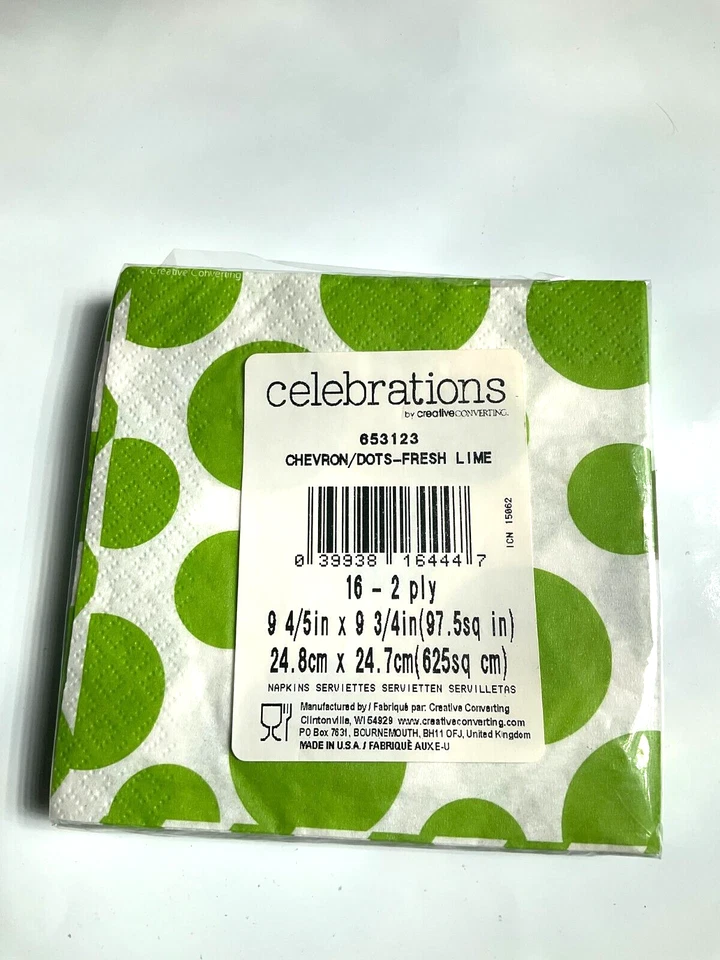 © Creative Converting
celebrations
by creativeCONVERTING.
653123
CHEVRON/DOTS-FRESH LIME
ICN 15062
0 39938 16444 7
16 - 2 ply
9 4/5in x 9 3/4in(97.5sq in)
24.8cm x 24.7cm(625sq cm)
NAPKINS SERVIETTES SERVIETTEN SERVILLETAS
Manufactured by / Fabriqué par: Creative Converting
Clintonville, WI 54929 www.creativeconverting.com
PO Box 7631, BOURNEMOUTH, BH11 OFJ, United Kingdom
MADE IN U.S.A. / FABRIQUÈ AUX E-U